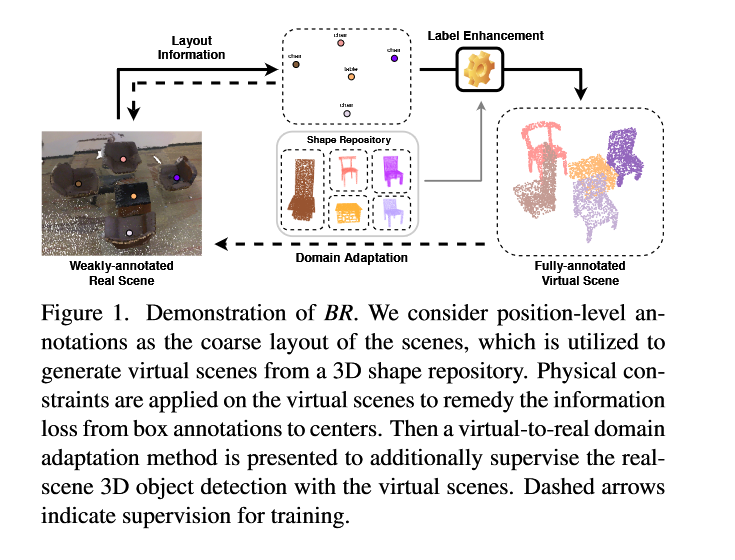 Layout
Information
Label Enhancement
chair
chair
chair
table
chair
Shape Repository
Domain Adaptation
Weakly-annotated
Real Scene
Fully-annotated
Virtual Scene
Figure 1. Demonstration of BR. We consider position-level an-
notations as the coarse layout of the scenes, which is utilized to
generate virtual scenes from a 3D shape repository. Physical con-
straints are applied on the virtual scenes to remedy the information
loss from box annotations to centers. Then a virtual-to-real domain
adaptation method is presented to additionally supervise the real-
scene 3D object detection with the virtual scenes. Dashed arrows
indicate supervision for training.